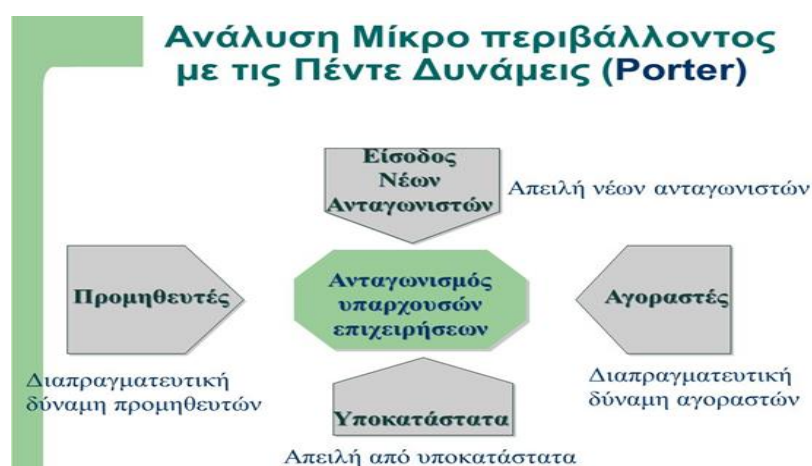 Ανάλυση Μίκρο περιβάλλοντος
με τις Πέντε Δυνάμεις (Porter)
Είσοδος
Νέων
Ανταγωνιστών
Απειλή νέων ανταγωνιστών
Προμηθευτές
Ανταγωνισμός
υπαρχουσών
επιχειρήσεων
Αγοραστές
Διαπραγματευτική
δύναμη προμηθευτών
Διαπραγματευτική
δύναμη αγοραστών
Υποκατάστατα
Απειλή από υποκατάστατα